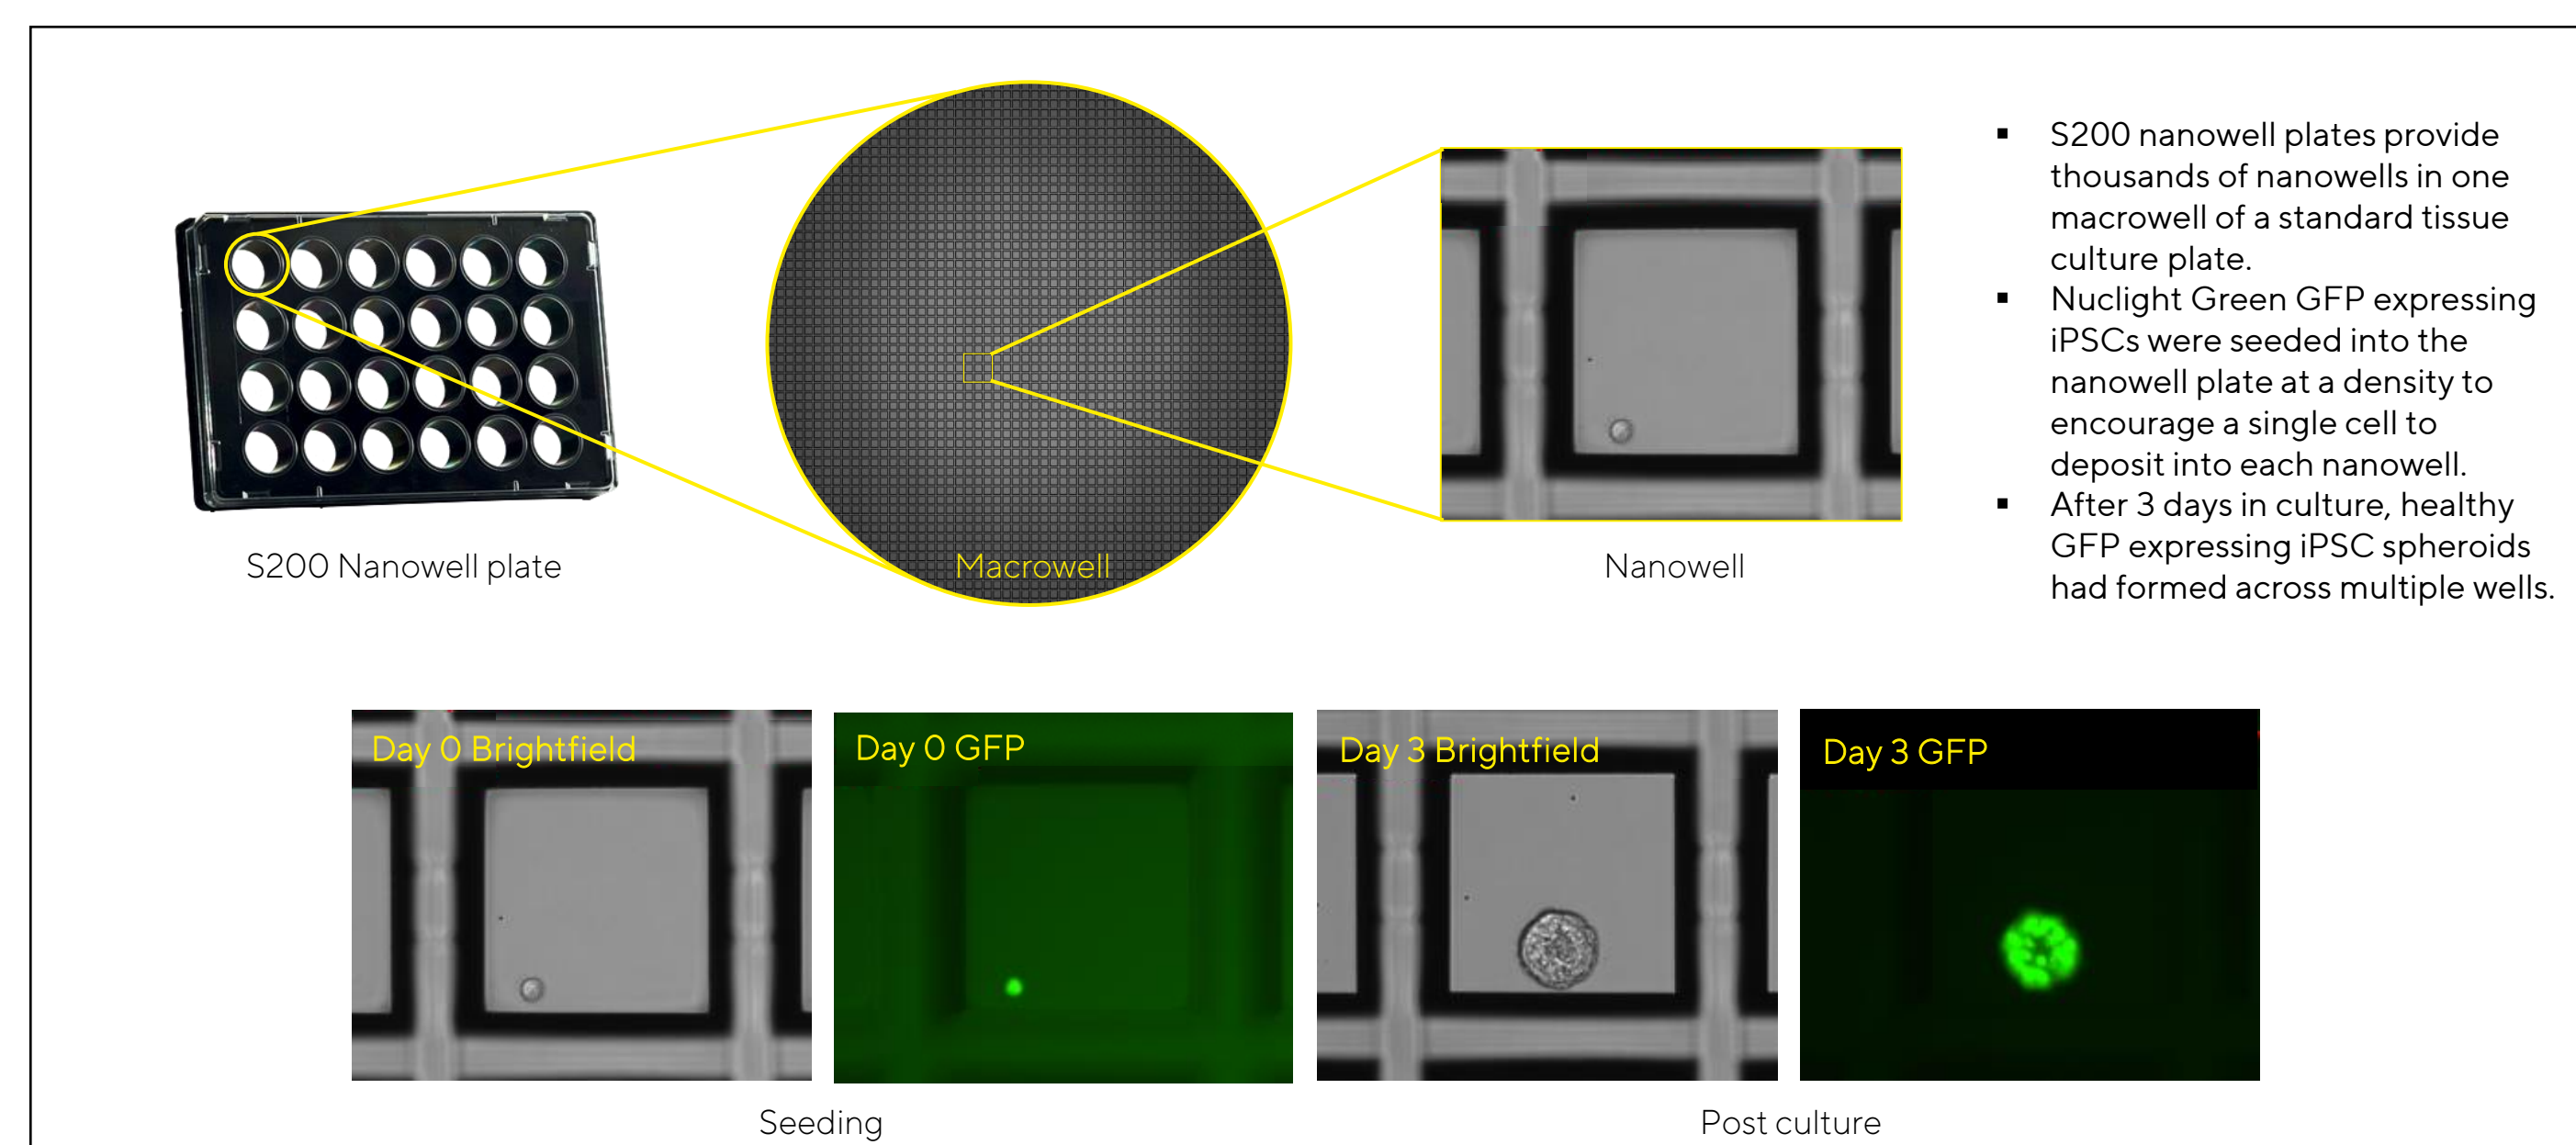 S200 Nanowell plate
Macrowell
Nanowell
▪ S200 nanowell plates provide
thousands of nanowells in one
macrowell of a standard tissue
culture plate.
▪ Nuclight Green GFP expressing
iPSCs were seeded into the
nanowell plate at a density to
encourage a single cell to
deposit into each nanowell.
▪ After 3 days in culture, healthy
GFP expressing iPSC spheroids
had formed across multiple wells.
Day 0 Brightfield
Day 0 GFP
Day 3 Brightfield
Day 3 GFP
Seeding
Post culture